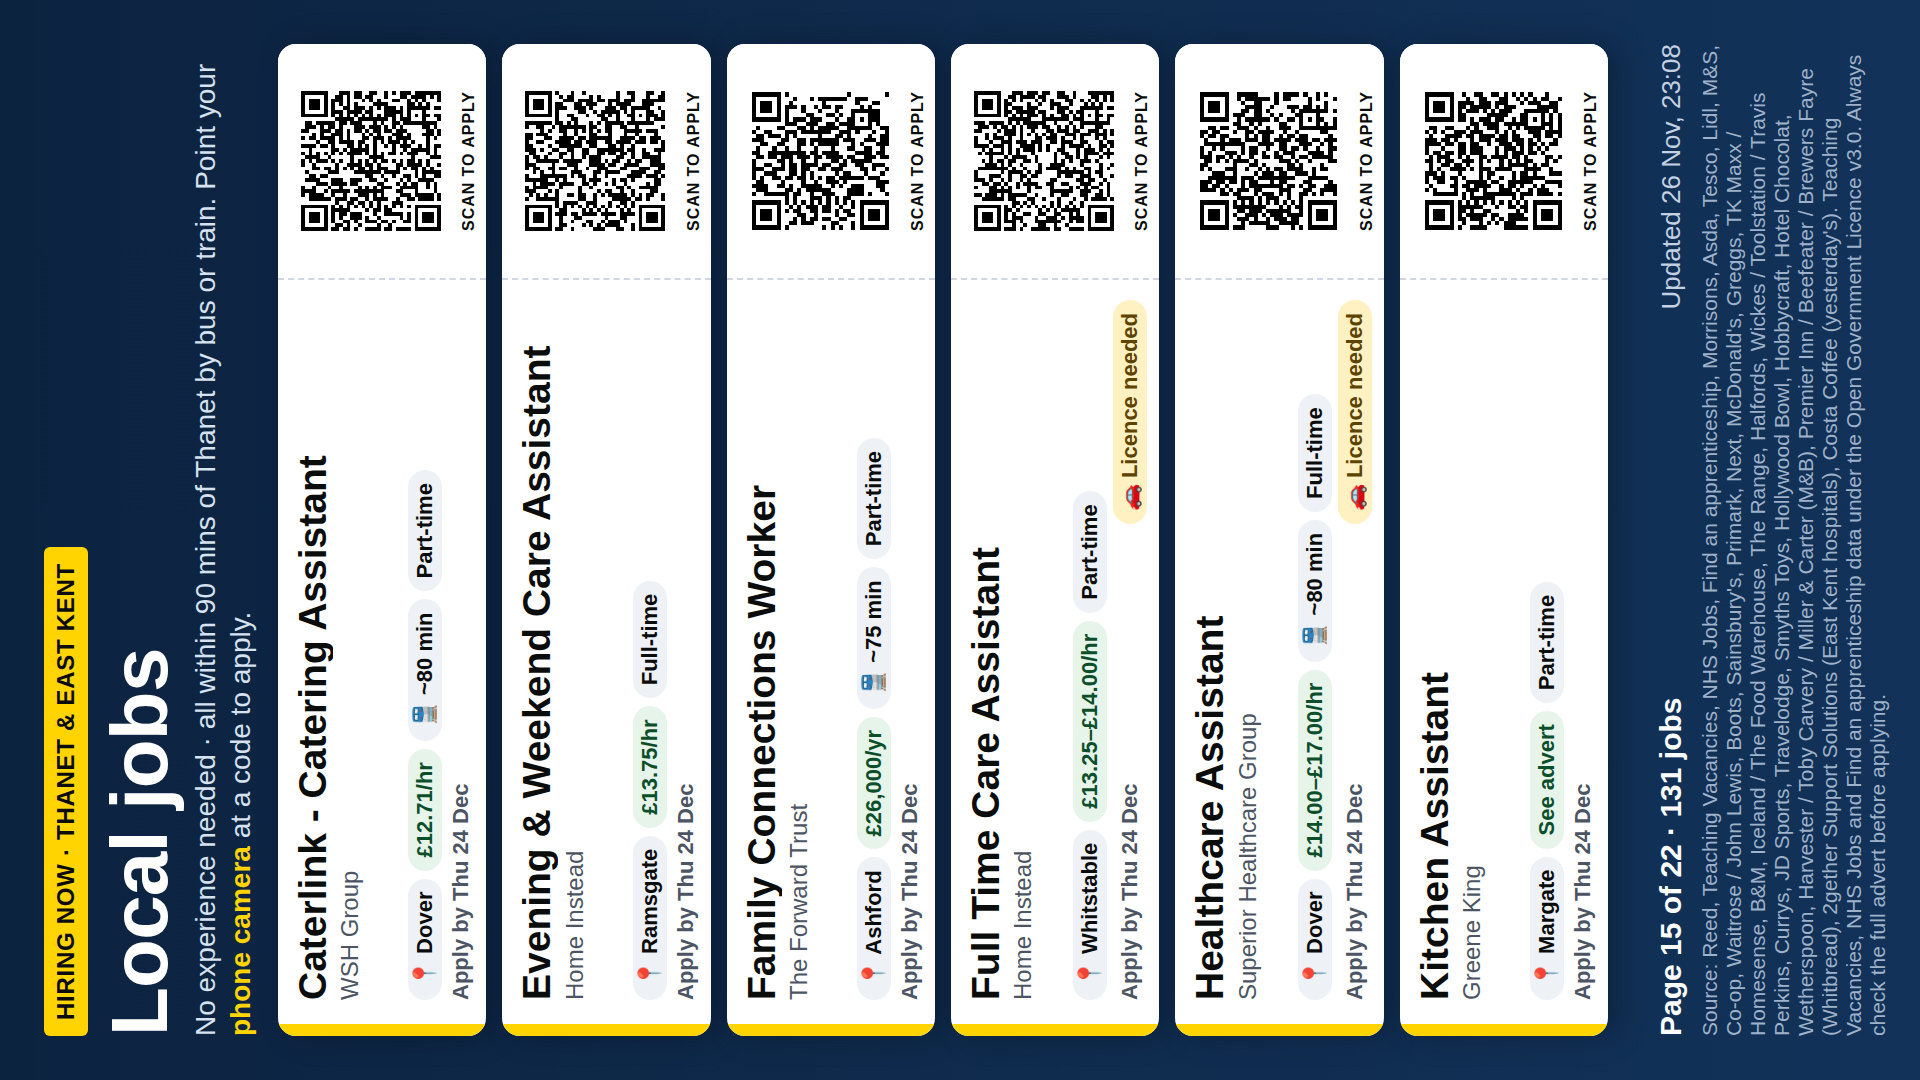 HIRING NOW · THANET & EAST KENT
Local jobs
No experience needed · all within 90 mins of Thanet by bus or train. Point your
phone camera at a code to apply.
Caterlink - Catering Assistant
WSH Group
📍 Dover
£12.71/hr
🚆 ~80 min
Part-time
Apply by Thu 24 Dec
SCAN TO APPLY
Evening & Weekend Care Assistant
Home Instead
📍 Ramsgate
£13.75/hr
Full-time
Apply by Thu 24 Dec
SCAN TO APPLY
Family Connections Worker
The Forward Trust
📍 Ashford
£26,000/yr
🚆 ~75 min
Part-time
Apply by Thu 24 Dec
SCAN TO APPLY
Full Time Care Assistant
Home Instead
📍 Whitstable
£13.25–£14.00/hr
Part-time
Apply by Thu 24 Dec
🚗 Licence needed
SCAN TO APPLY
Healthcare Assistant
Superior Healthcare Group
📍 Dover
£14.00–£17.00/hr
🚆 ~80 min
Full-time
Apply by Thu 24 Dec
🚗 Licence needed
SCAN TO APPLY
Kitchen Assistant
Greene King
📍 Margate
See advert
Part-time
Apply by Thu 24 Dec
SCAN TO APPLY
Page 15 of 22 · 131 jobs
Updated 26 Nov, 23:08
Source: Reed, Teaching Vacancies, NHS Jobs, Find an apprenticeship, Morrisons, Asda, Tesco, Lidl, M&S,
Co-op, Waitrose / John Lewis, Boots, Sainsbury's, Primark, Next, McDonald's, Greggs, TK Maxx /
Homesense, B&M, Iceland / The Food Warehouse, The Range, Halfords, Wickes / Toolstation / Travis
Perkins, Currys, JD Sports, Travelodge, Smyths Toys, Hollywood Bowl, Hobbycraft, Hotel Chocolat,
Wetherspoon, Harvester / Toby Carvery / Miller & Carter (M&B), Premier Inn / Beefeater / Brewers Fayre
(Whitbread), 2gether Support Solutions (East Kent hospitals), Costa Coffee (yesterday's). Teaching
Vacancies, NHS Jobs and Find an apprenticeship data under the Open Government Licence v3.0. Always
check the full advert before applying.